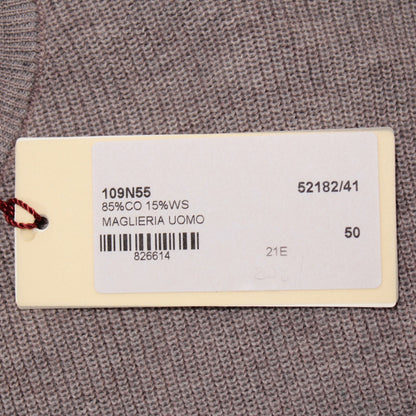 109N55 52182/41
85%CO 15%WS
MAGLIERIA UOMO
50
826614 21E